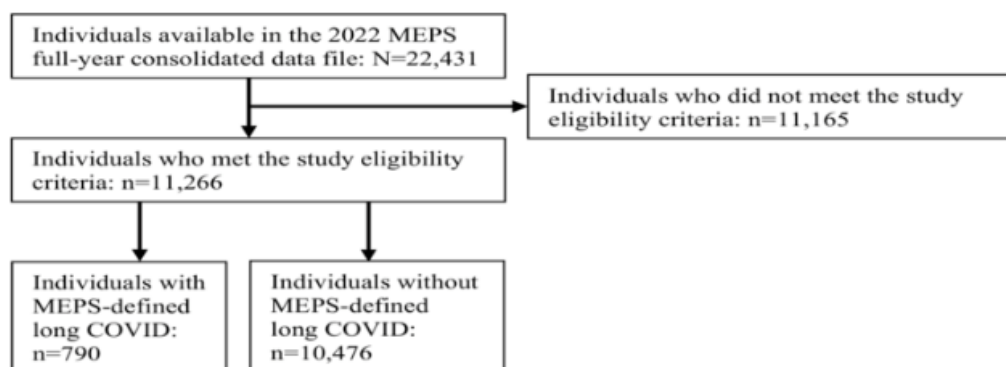 Individuals available in the 2022 MEPS
full-year consolidated data file: N=22,431
Individuals who did not meet the study
eligibility criteria: n=11,165
Individuals who met the study eligibility
criteria: n=11,266
Individuals with
MEPS-defined
long COVID:
n=790
Individuals without
MEPS-defined
long COVID:
n=10,476